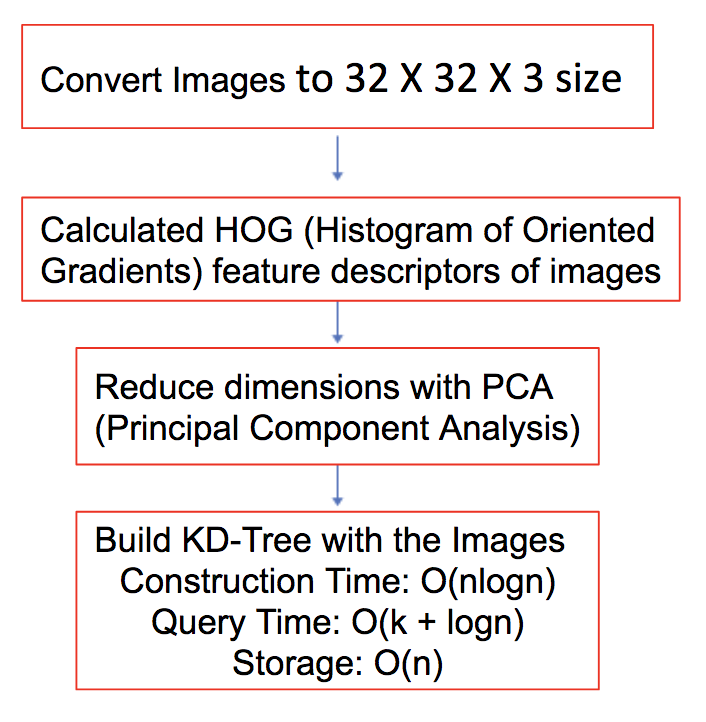 Convert Images to 32 X 32 X 3 size
Calculated HOG (Histogram of Oriented
Gradients) feature descriptors of images
Reduce dimensions with PCA
(Principal Component Analysis)
Build KD-Tree with the Images
Construction Time: O(nlogn)
Query Time: O(k + logn)
Storage: O(n)